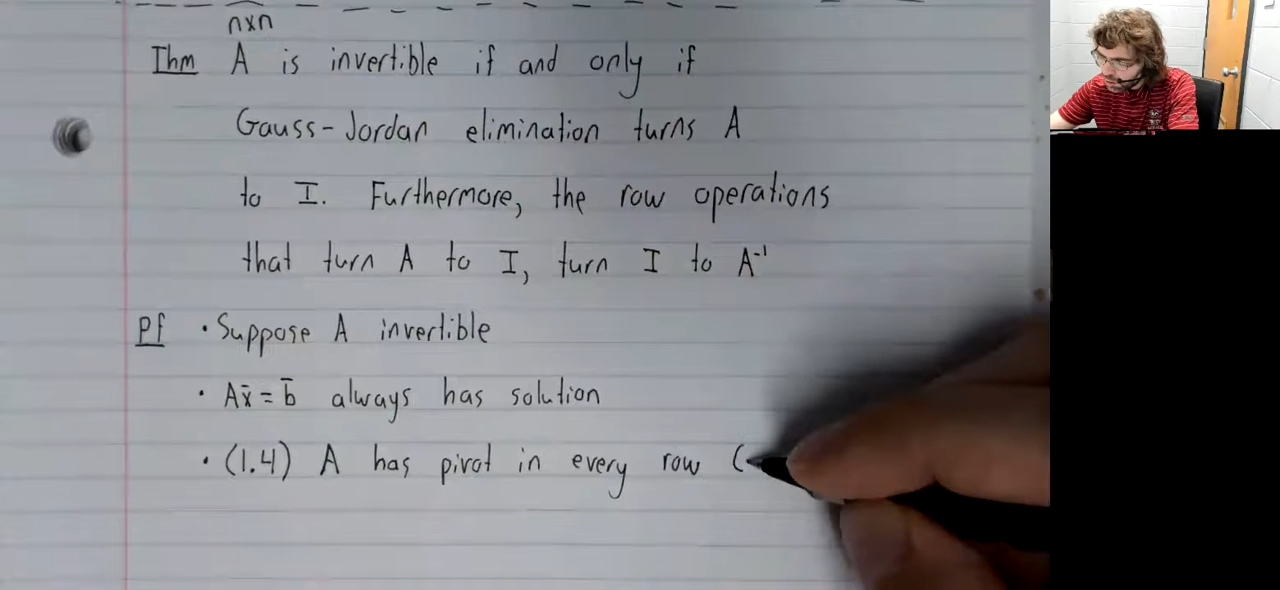 n×n
Thm A is invertible if and only if
Gauss-Jordan elimination turns A
to I. Furthermore, the row operations
that turn A to I, turn I to A⁻¹
Pf • Suppose A invertible
• Ax̄ = b̄ always has solution
• (1.4) A has pivot in every row (